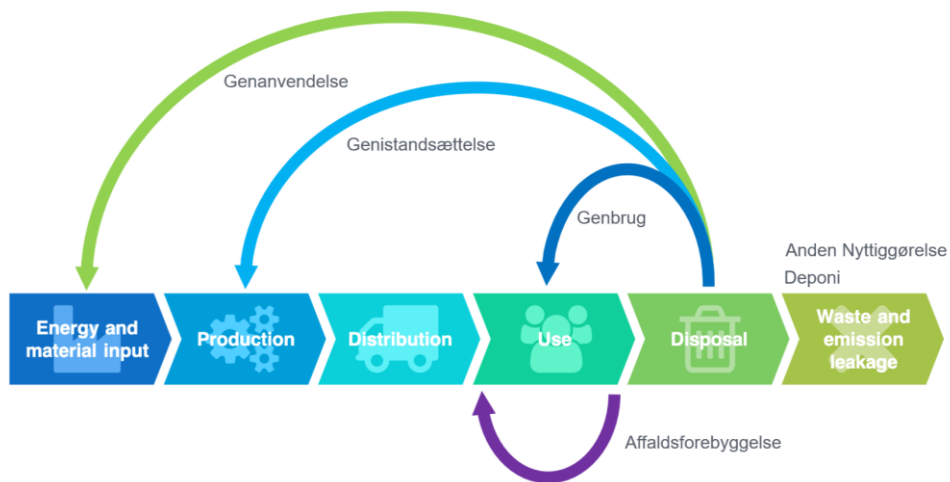 Genanvendelse
Genistandsættelse
Genbrug
Anden Nyttiggørelse
Deponi
Energy and
material input
Production
Distribution
Use
Disposal
Waste and
emission
leakage
Affaldsforebyggelse